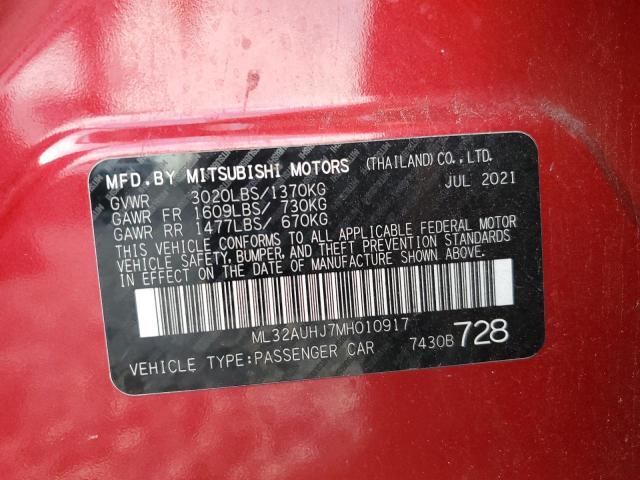 MFD.BY MITSUBISHI MOTORS (THAILAND)CO.,LTD.
GVWR 3020LBS/1370KG JUL 2021
GAWR FR 1609LBS/ 730KG
GAWR RR 1477LBS/ 670KG
THIS VEHICLE CONFORMS TO ALL APPLICABLE FEDERAL MOTOR
VEHICLE SAFETY, BUMPER, AND THEFT PREVENTION STANDARDS
IN EFFECT ON THE DATE OF MANUFACTURE SHOWN ABOVE.
ML32AUHJ7MH010917
VEHICLE TYPE:PASSENGER CAR 7430B 728